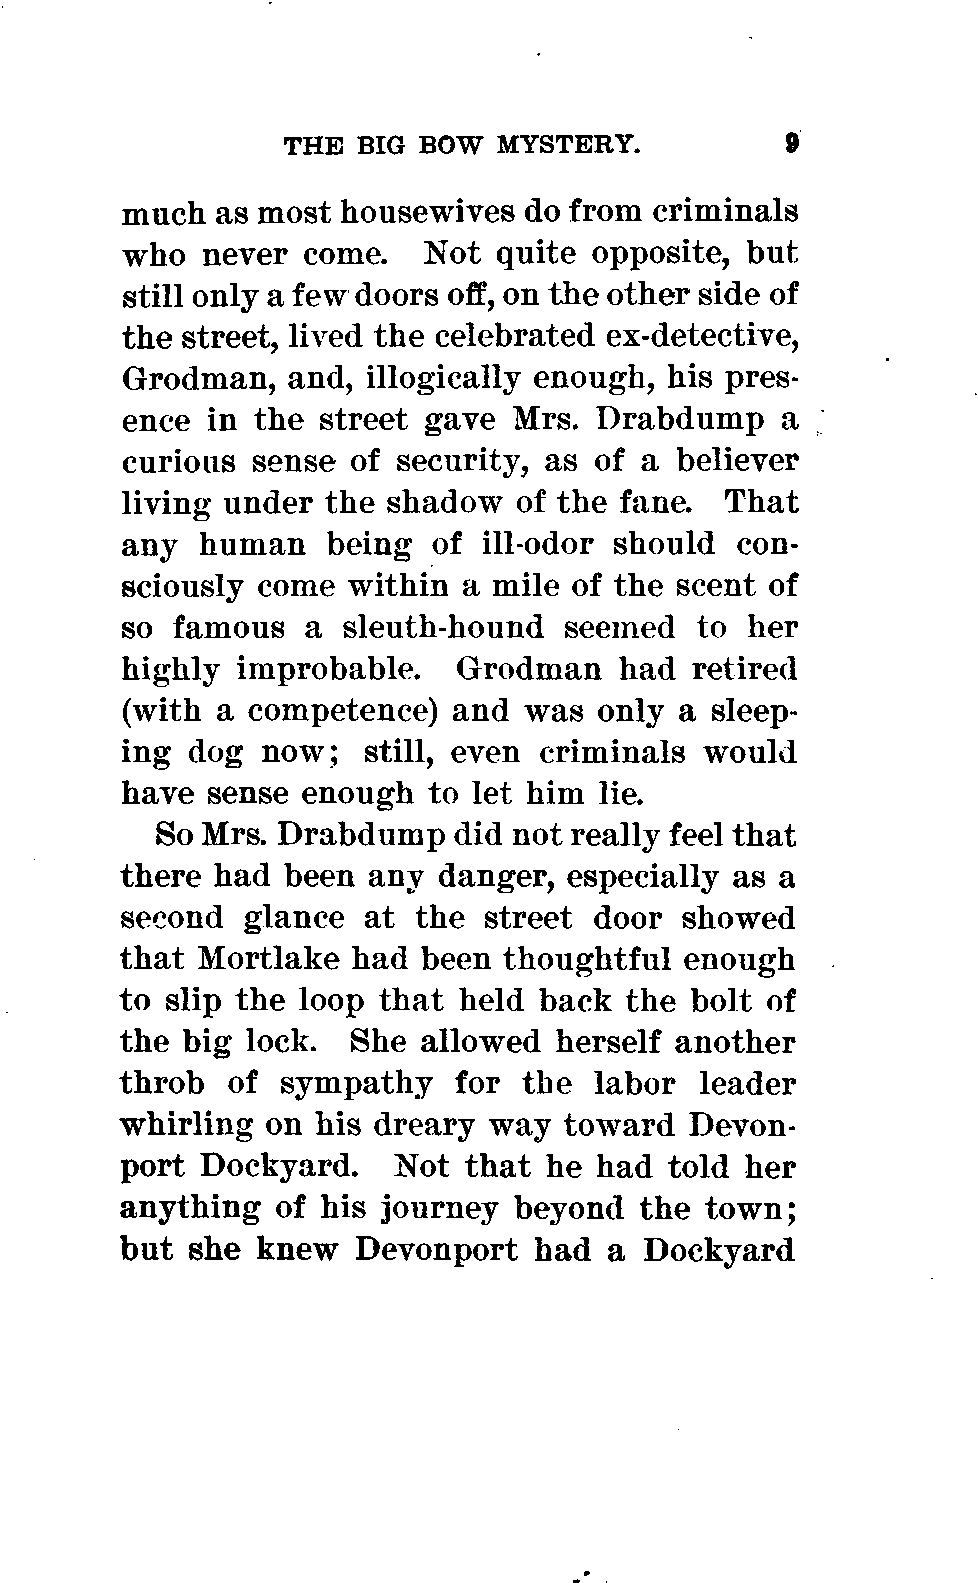 THE BIG BOW MYSTERY. 9
much as most housewives do from criminals
who never come. Not quite opposite, but
still only a few doors off, on the other side of
the street, lived the celebrated ex-detective,
Grodman, and, illogically enough, his pres-
ence in the street gave Mrs. Drabdump a
curious sense of security, as of a believer
living under the shadow of the fane. That
any human being of ill-odor should con-
sciously come within a mile of the scent of
so famous a sleuth-hound seemed to her
highly improbable. Grodman had retired
(with a competence) and was only a sleep-
ing dog now; still, even criminals would
have sense enough to let him lie.
So Mrs. Drabdump did not really feel that
there had been any danger, especially as a
second glance at the street door showed
that Mortlake had been thoughtful enough
to slip the loop that held back the bolt of
the big lock. She allowed herself another
throb of sympathy for the labor leader
whirling on his dreary way toward Devon-
port Dockyard. Not that he had told her
anything of his journey beyond the town;
but she knew Devonport had a Dockyard